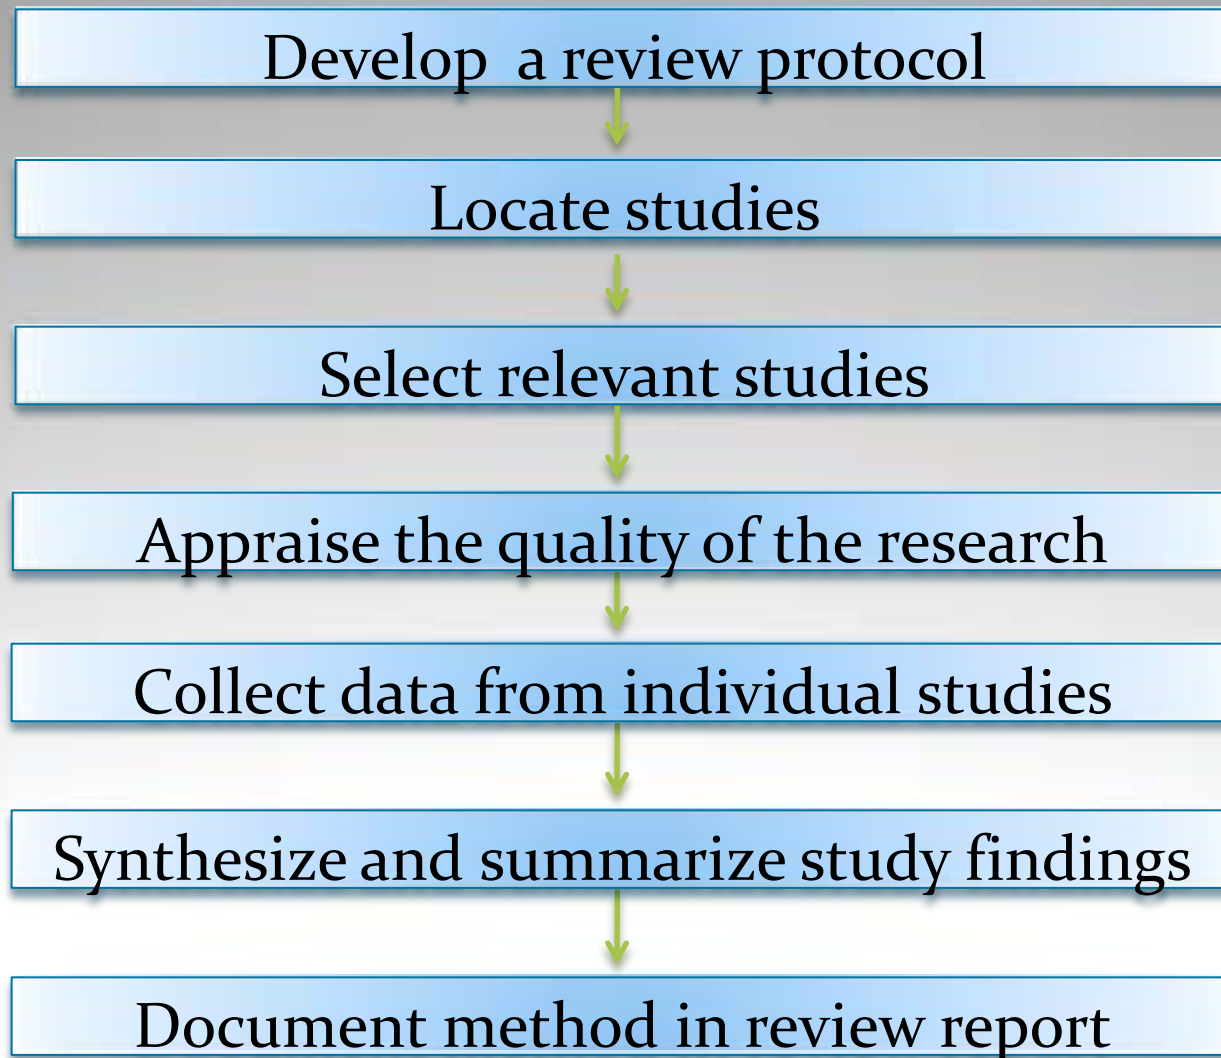 Develop a review protocol
Locate studies
Select relevant studies
Appraise the quality of the research
Collect data from individual studies
Synthesize and summarize study findings
Document method in review report